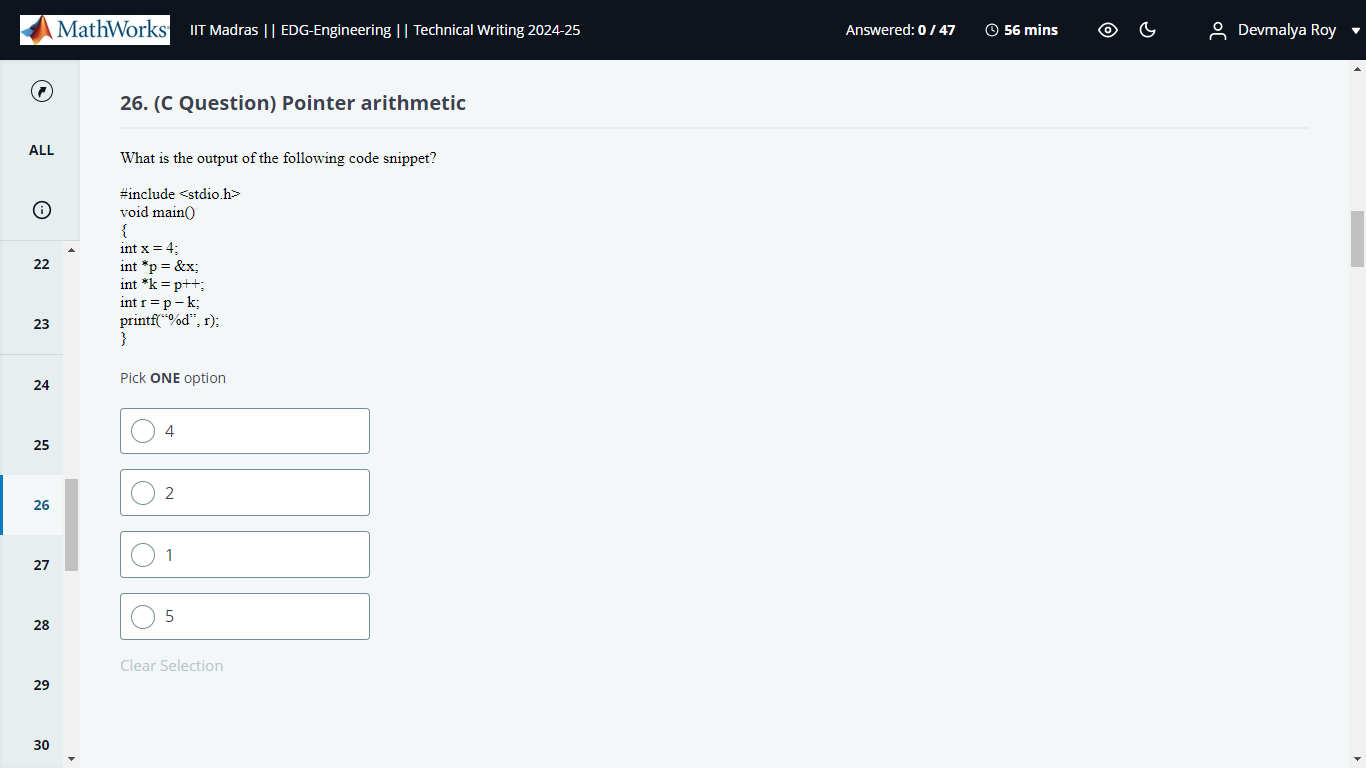 MathWorks IIT Madras || EDG-Engineering || Technical Writing 2024-25 Answered: 0 / 47 56 mins Devmalya Roy
ALL
22
23
24
25
26
27
28
29
30
26. (C Question) Pointer arithmetic
What is the output of the following code snippet?
#include <stdio.h>
void main()
{
int x = 4;
int *p = &x;
int *k = p++;
int r = p – k;
printf(“%d”, r);
}
Pick ONE option
4
2
1
5
Clear Selection